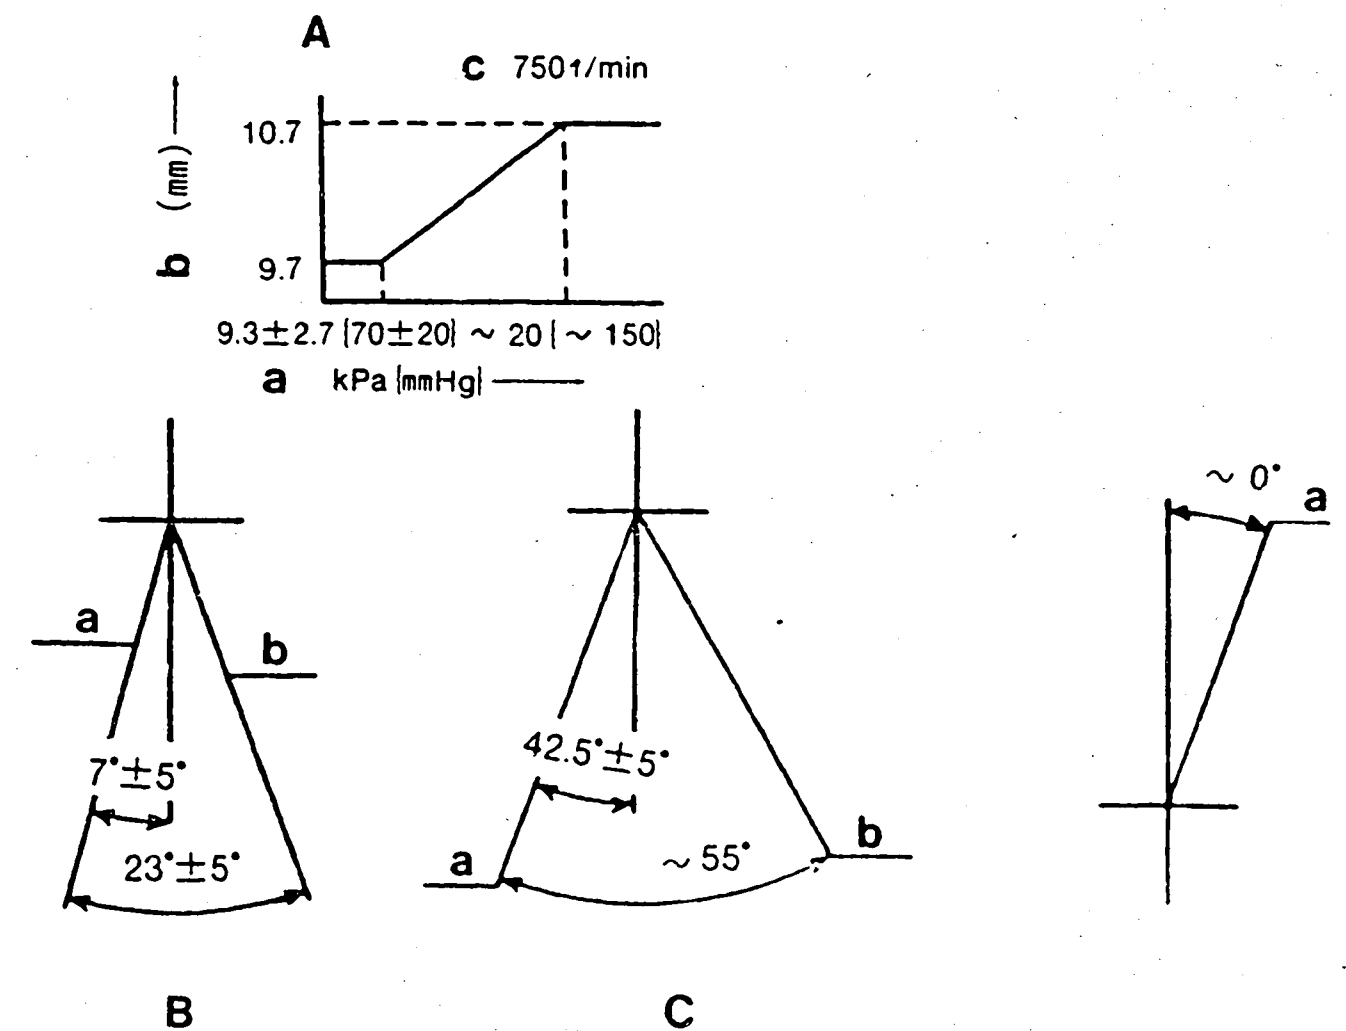 A
c 750r/min
10.7
b (mm)
9.7
9.3±2.7 {70±20} ~ 20 {~ 150}
a kPa {mmHg}
~ 0°
a
a
b
7°±5°
42.5°±5°
23°±5°
a
~ 55°
b
B
C